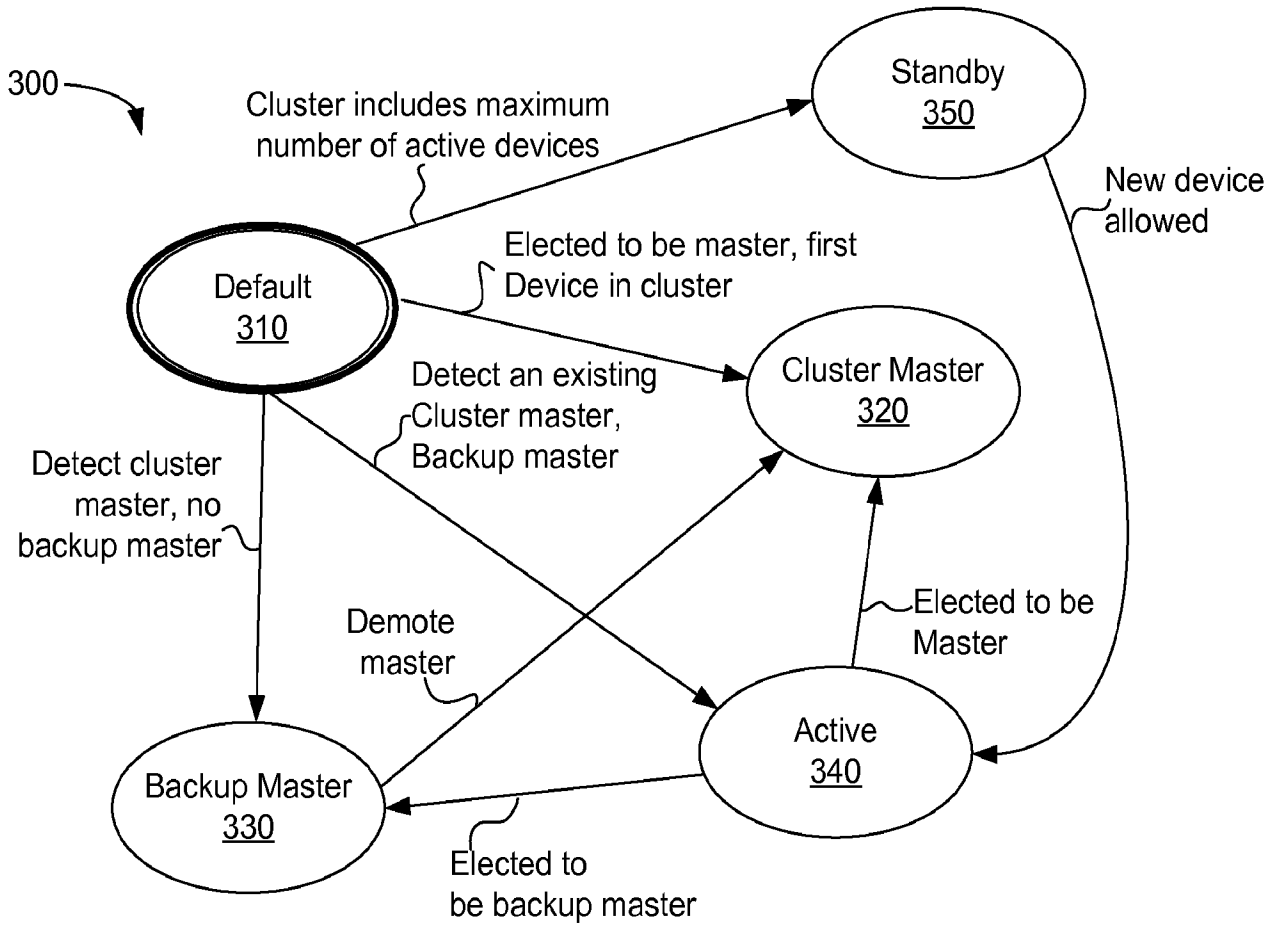 300
Standby
350
Cluster includes maximum
number of active devices
New device
allowed
Elected to be master, first
Device in cluster
Default
310
Cluster Master
320
Detect an existing
Cluster master,
Backup master
Detect cluster
master, no
backup master
Demote
master
Elected to be
Master
Active
340
Backup Master
330
Elected to
be backup master